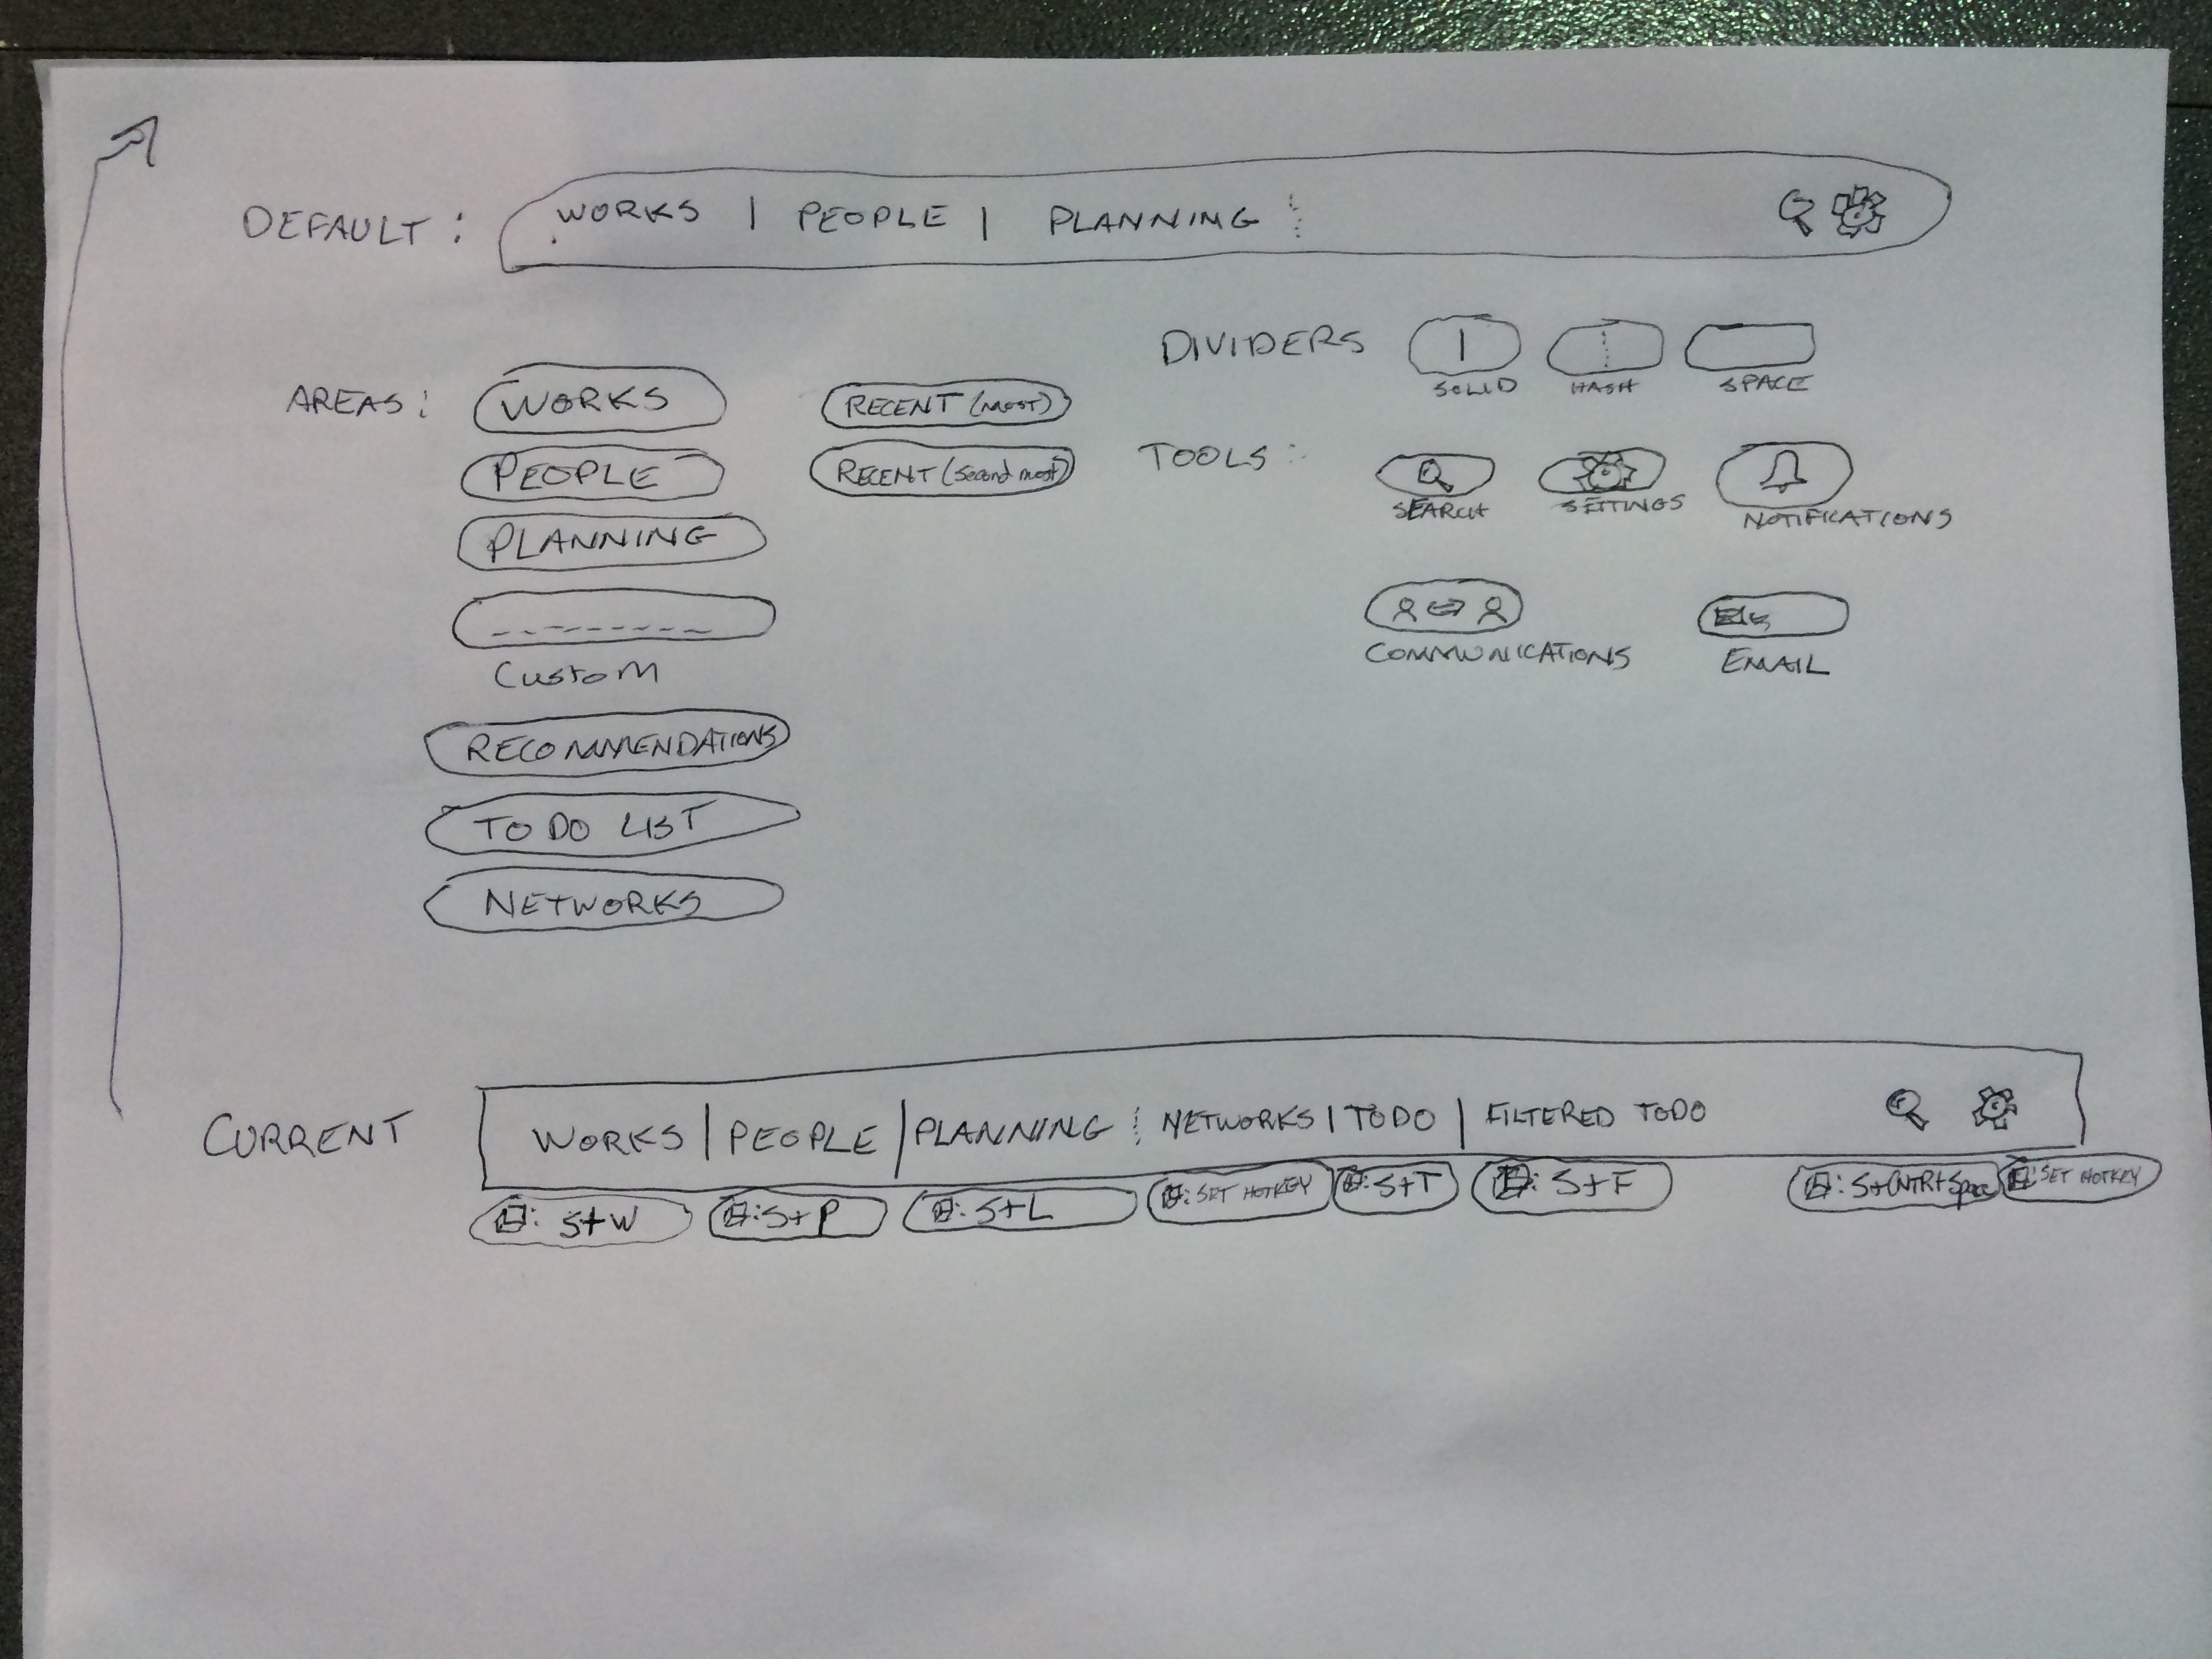 DEFAULT : WORKS | PEOPLE | PLANNING
DIVIDERS
SOLID HASH SPACE
AREAS: WORKS RECENT (most)
PEOPLE RECENT (second most)
TOOLS :
SEARCH SETTINGS NOTIFICATIONS
PLANNING
Custom
COMMUNICATIONS EMAIL
RECOMMENDATIONS
TO DO LIST
NETWORKS
CURRENT WORKS | PEOPLE | PLANNING NETWORKS | TODO | FILTERED TODO
: S+W : S+P : S+L : SET HOTKEY : S+T : S+F : S+CNTRL+Space : SET HOTKEY